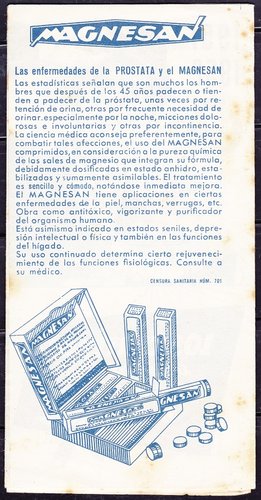 MAGNESAN
Las enfermedades de la PROSTATA y el MAGNESAN
Las estadísticas señalan que son muchos los hom-
bres que después de los 45 años padecen o tien-
den a padecer de la próstata, unas veces por re-
tención de orina, otras por frecuente necesidad de
orinar, especialmente por la noche, micciones dolo-
rosas e involuntarias y otras por incontinencia.
La ciencia médica aconseja preferentemente, para
combatir tales afecciones, el uso del MAGNESAN
comprimidos, en consideración a la pureza química
de las sales de magnesio que integran su fórmula,
debidamente dosificadas en estado anhidro, esta-
bilizadas y sumamente asimilables. El tratamiento
es sencillo y cómodo, notándose inmediata mejora.
El MAGNESAN tiene aplicaciones en ciertas
enfermedades de la piel, manchas, verrugas, etc.
Obra como antitóxico, vigorizante y purificador
del organismo humano.
Está asimismo indicado en estados seniles, depre-
sión intelectual o física y también en las funciones
del hígado.
Su uso continuado determina cierto rejuveneci-
miento de las funciones fisiológicas. Consulte a
su médico.
CENSURA SANITARIA NÚM. 701
MAGNESAN
MAGNESAN
MAGNESAN
MAGNESAN
MAGNESAN